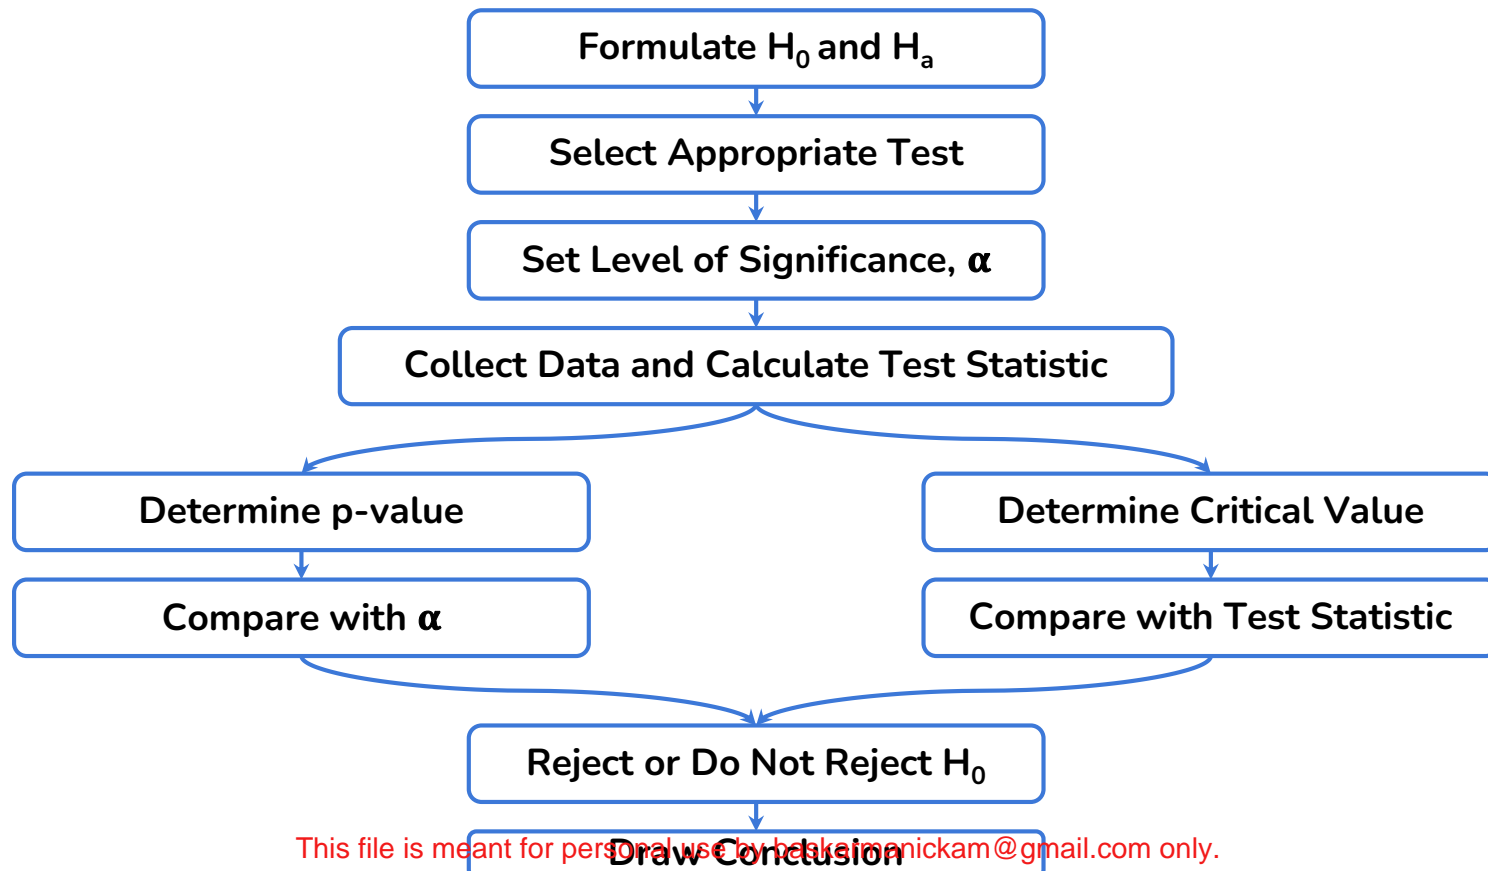 Formulate H₀ and Hₐ
Select Appropriate Test
Set Level of Significance, α
Collect Data and Calculate Test Statistic
Determine p-value
Determine Critical Value
Compare with α
Compare with Test Statistic
Reject or Do Not Reject H₀
Draw Conclusion
This file is meant for personal use by baskarmanickam@gmail.com only.